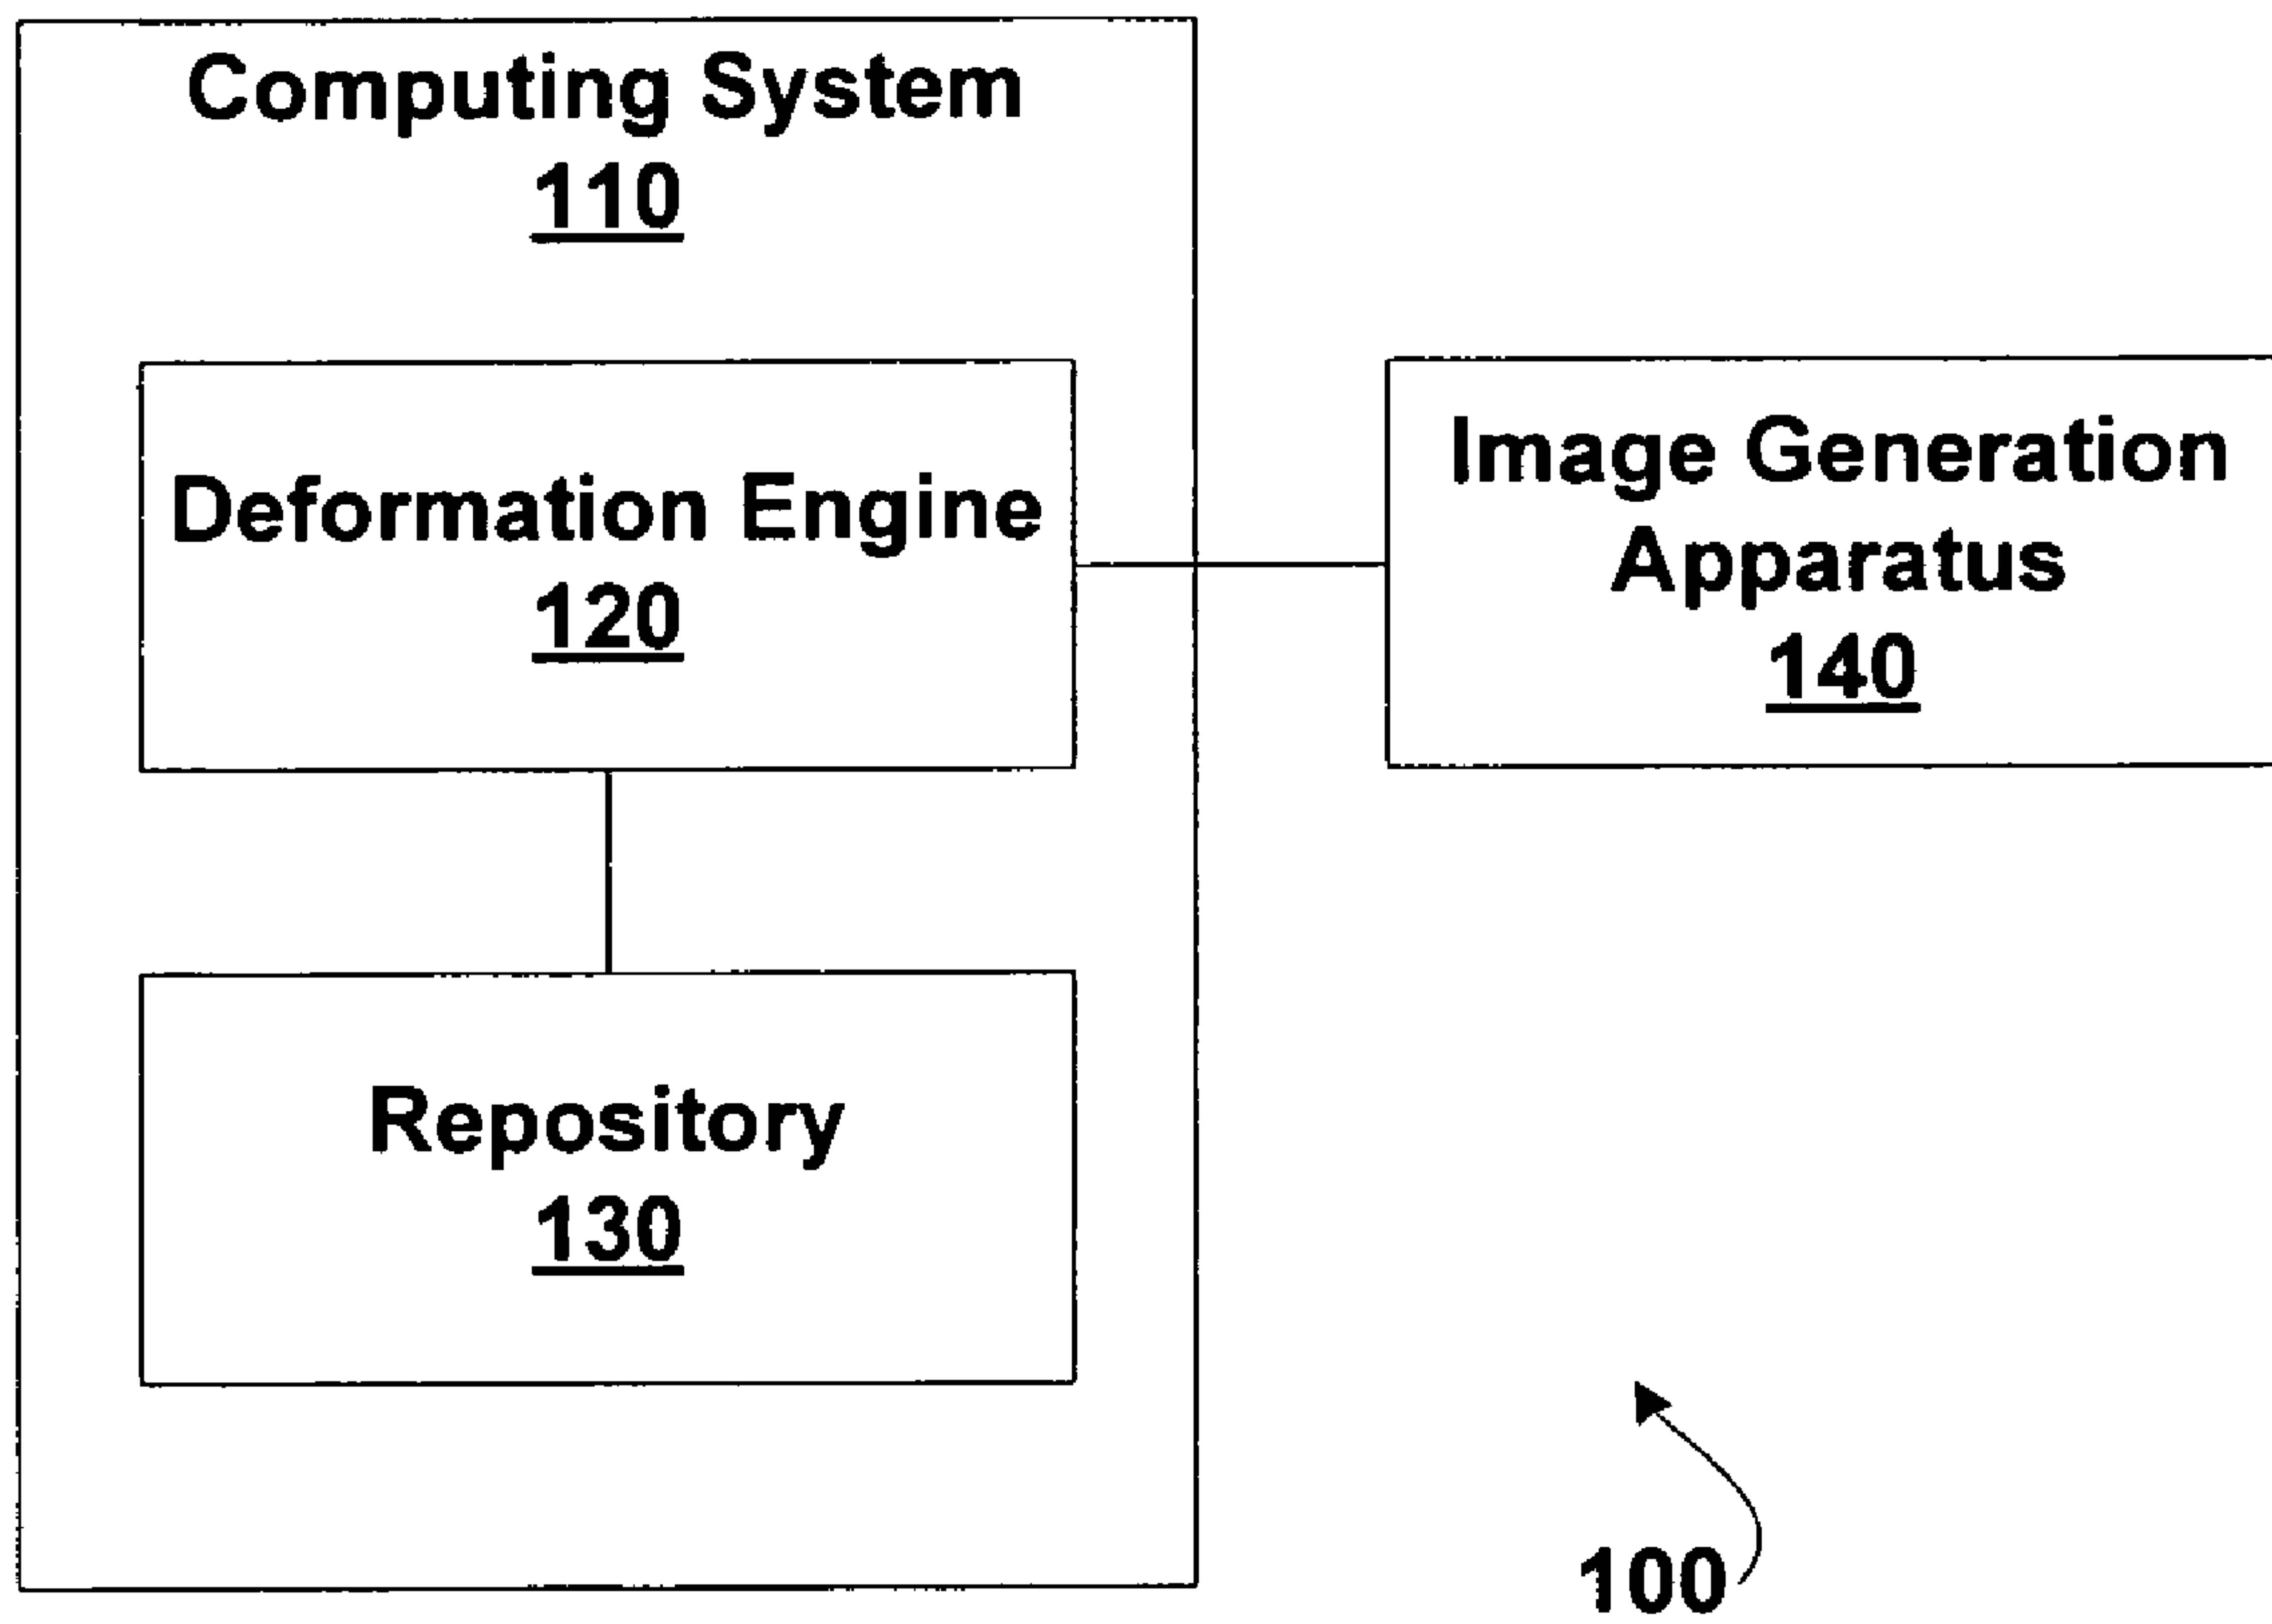 Computing System
110
Deformation Engine
120
Image Generation
Apparatus
140
Repository
130
100